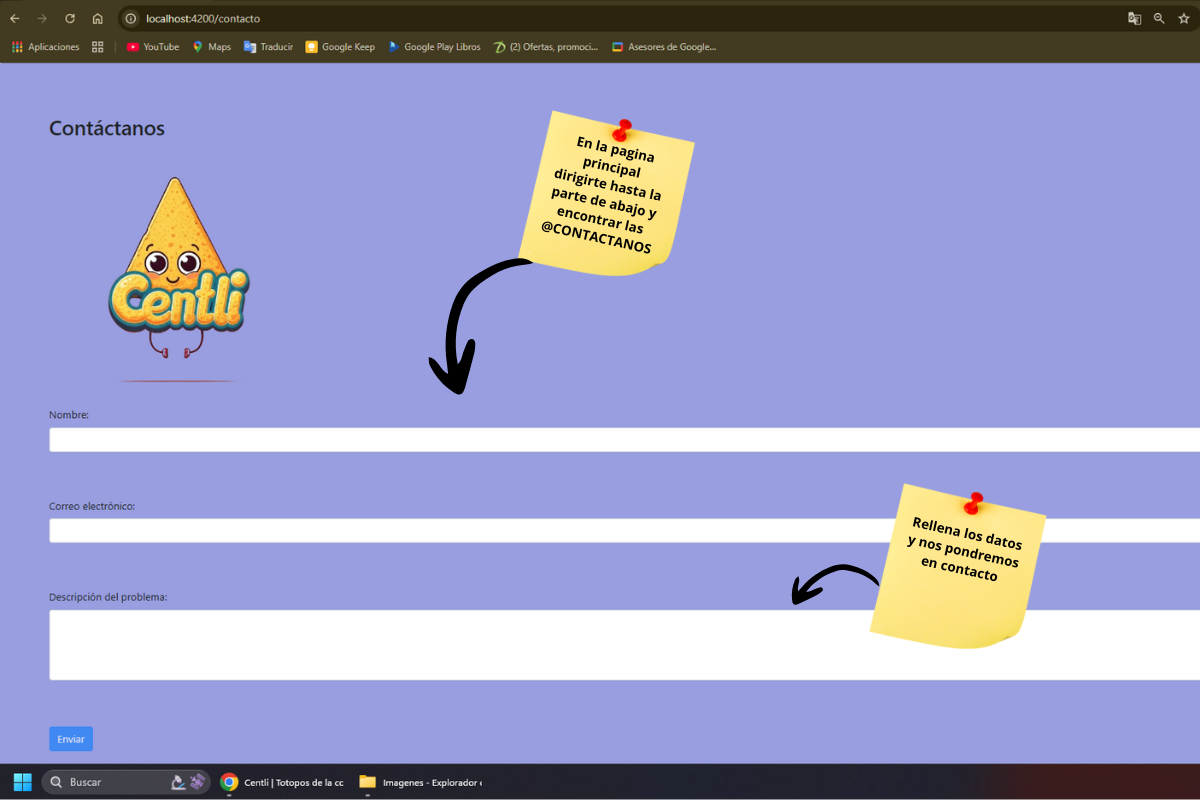 localhost:4200/contacto
Aplicaciones
YouTube
Maps
Traducir
Google Keep
Google Play Libros
(2) Ofertas, promoci...
Asesores de Google...
Contáctanos
En la pagina
principal
dirigirte hasta la
parte de abajo y
encontrar las
@CONTACTANOS
Centli
Nombre:
Correo electrónico:
Rellena los datos
y nos pondremos
en contacto
Descripción del problema:
Enviar
Buscar
Centli | Totopos de la cc
Imagenes - Explorador